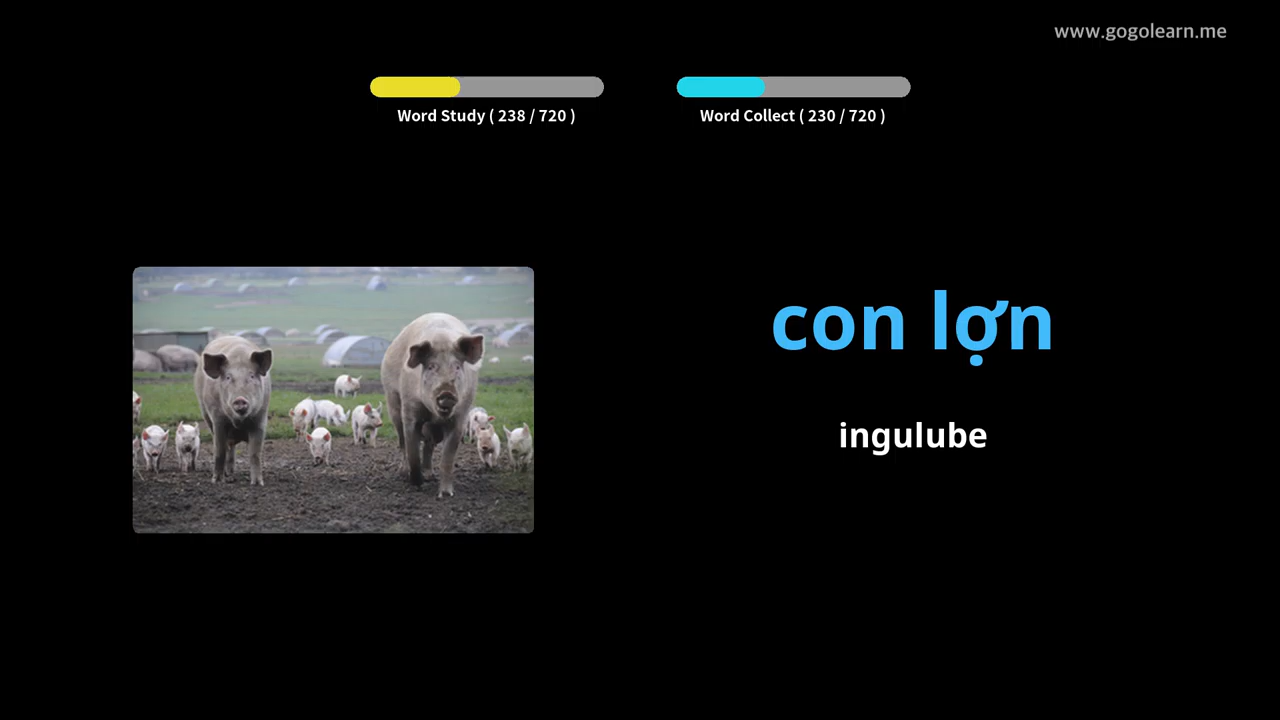 www.gogolearn.me
Word Study ( 238 / 720 )
Word Collect ( 230 / 720 )
con lợn
ingulube